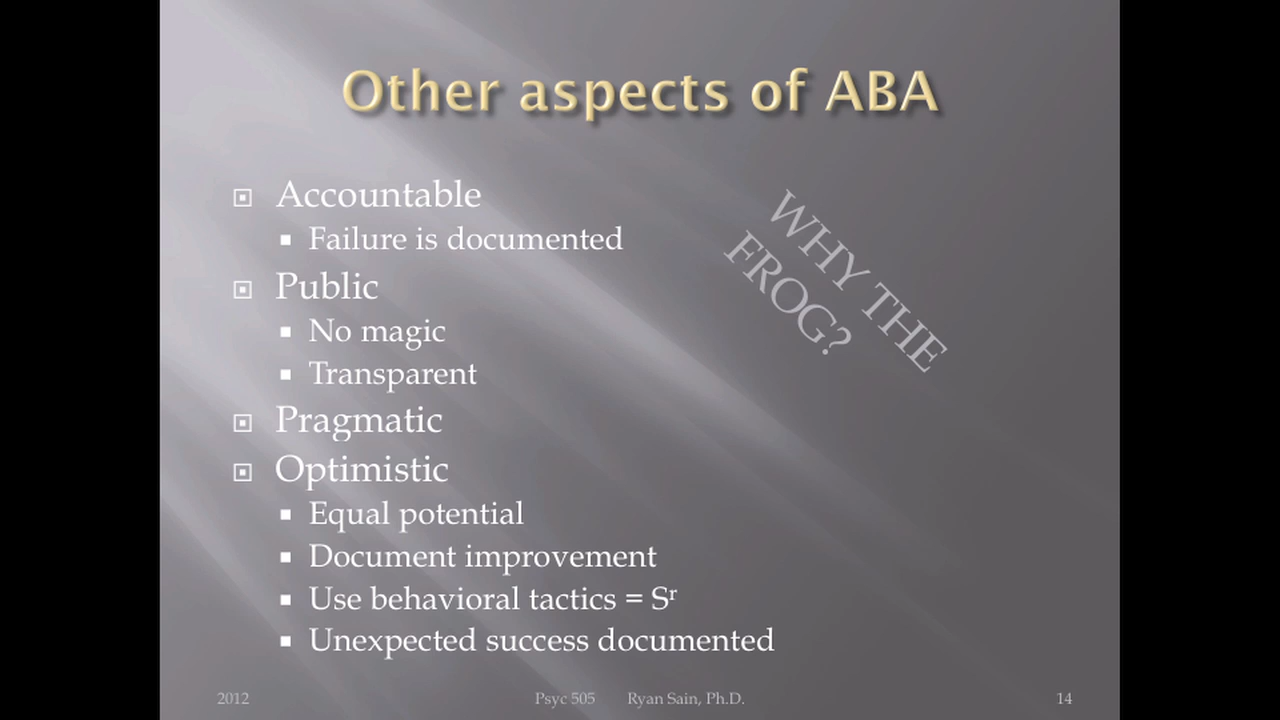 Other aspects of ABA
Accountable
Failure is documented
Public
No magic
Transparent
Pragmatic
Optimistic
Equal potential
Document improvement
Use behavioral tactics = Sʳ
Unexpected success documented
WHY THE
FROG?
2012 Psyc 505 Ryan Sain, Ph.D. 14